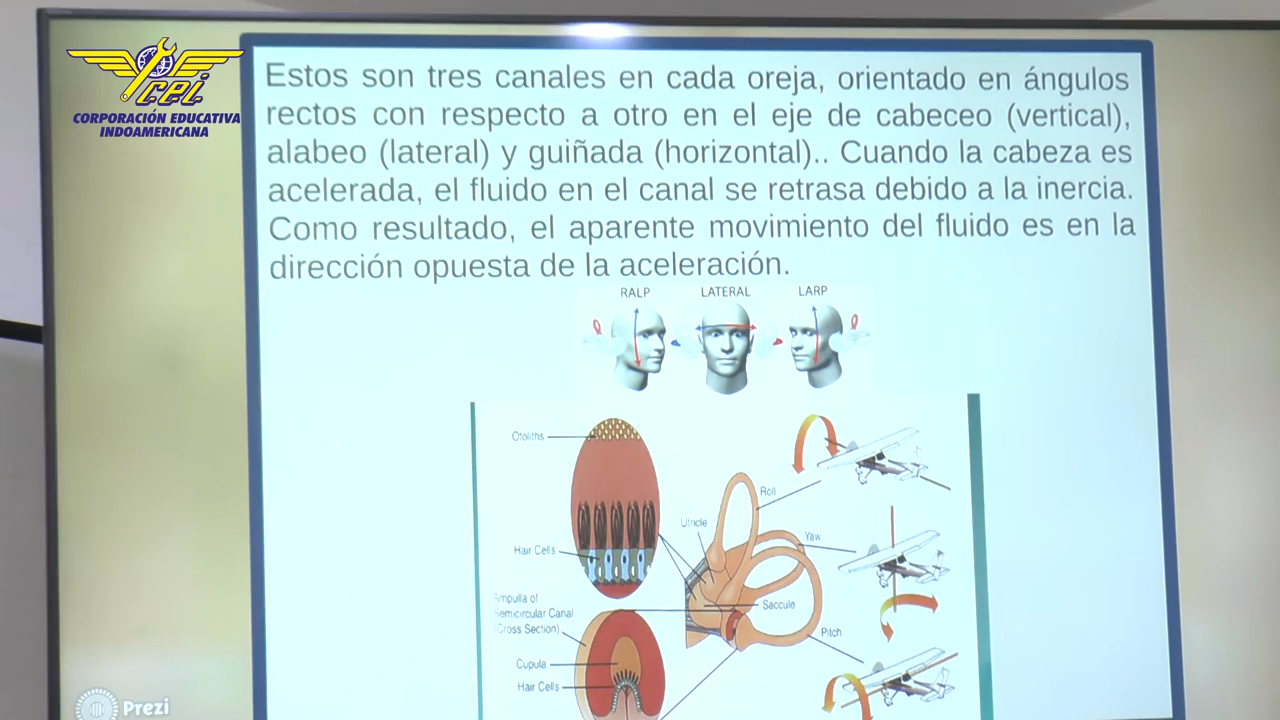 cei
CORPORACIÓN EDUCATIVA
INDOAMERICANA
Estos son tres canales en cada oreja, orientado en ángulos
rectos con respecto a otro en el eje de cabeceo (vertical),
alabeo (lateral) y guiñada (horizontal).. Cuando la cabeza es
acelerada, el fluido en el canal se retrasa debido a la inercia.
Como resultado, el aparente movimiento del fluido es en la
dirección opuesta de la aceleración.
RALP
LATERAL
LARP
Otoliths
Roll
Utricle
Yaw
Hair Cells
Ampulla of
Semicircular Canal
(Cross Section)
Saccule
Pitch
Cupula
Hair Cells
Prezi